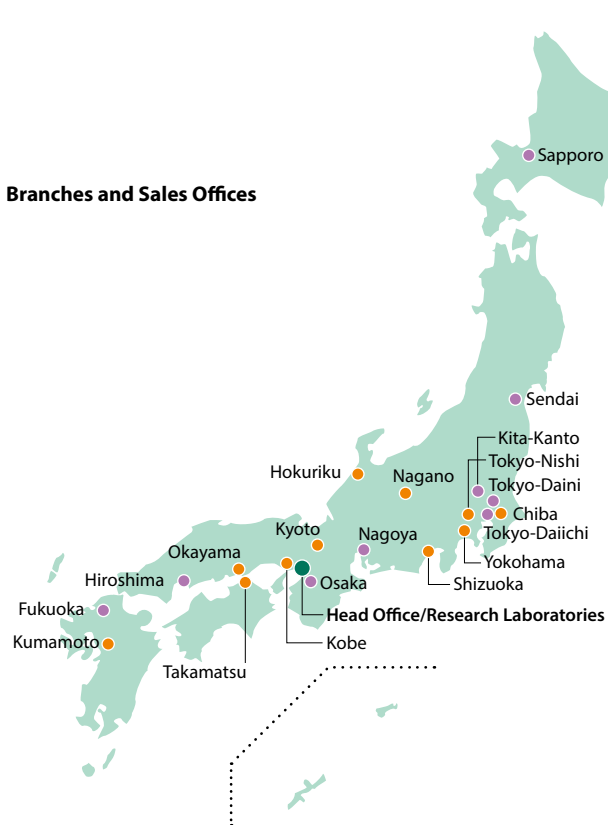 Sapporo
Branches and Sales Offices
Sendai
Kita-Kanto
Tokyo-Nishi
Hokuriku
Nagano
Tokyo-Daini
Chiba
Kyoto
Nagoya
Tokyo-Daiichi
Okayama
Yokohama
Hiroshima
Osaka
Shizuoka
Fukuoka
Head Office/Research Laboratories
Kumamoto
Kobe
Takamatsu